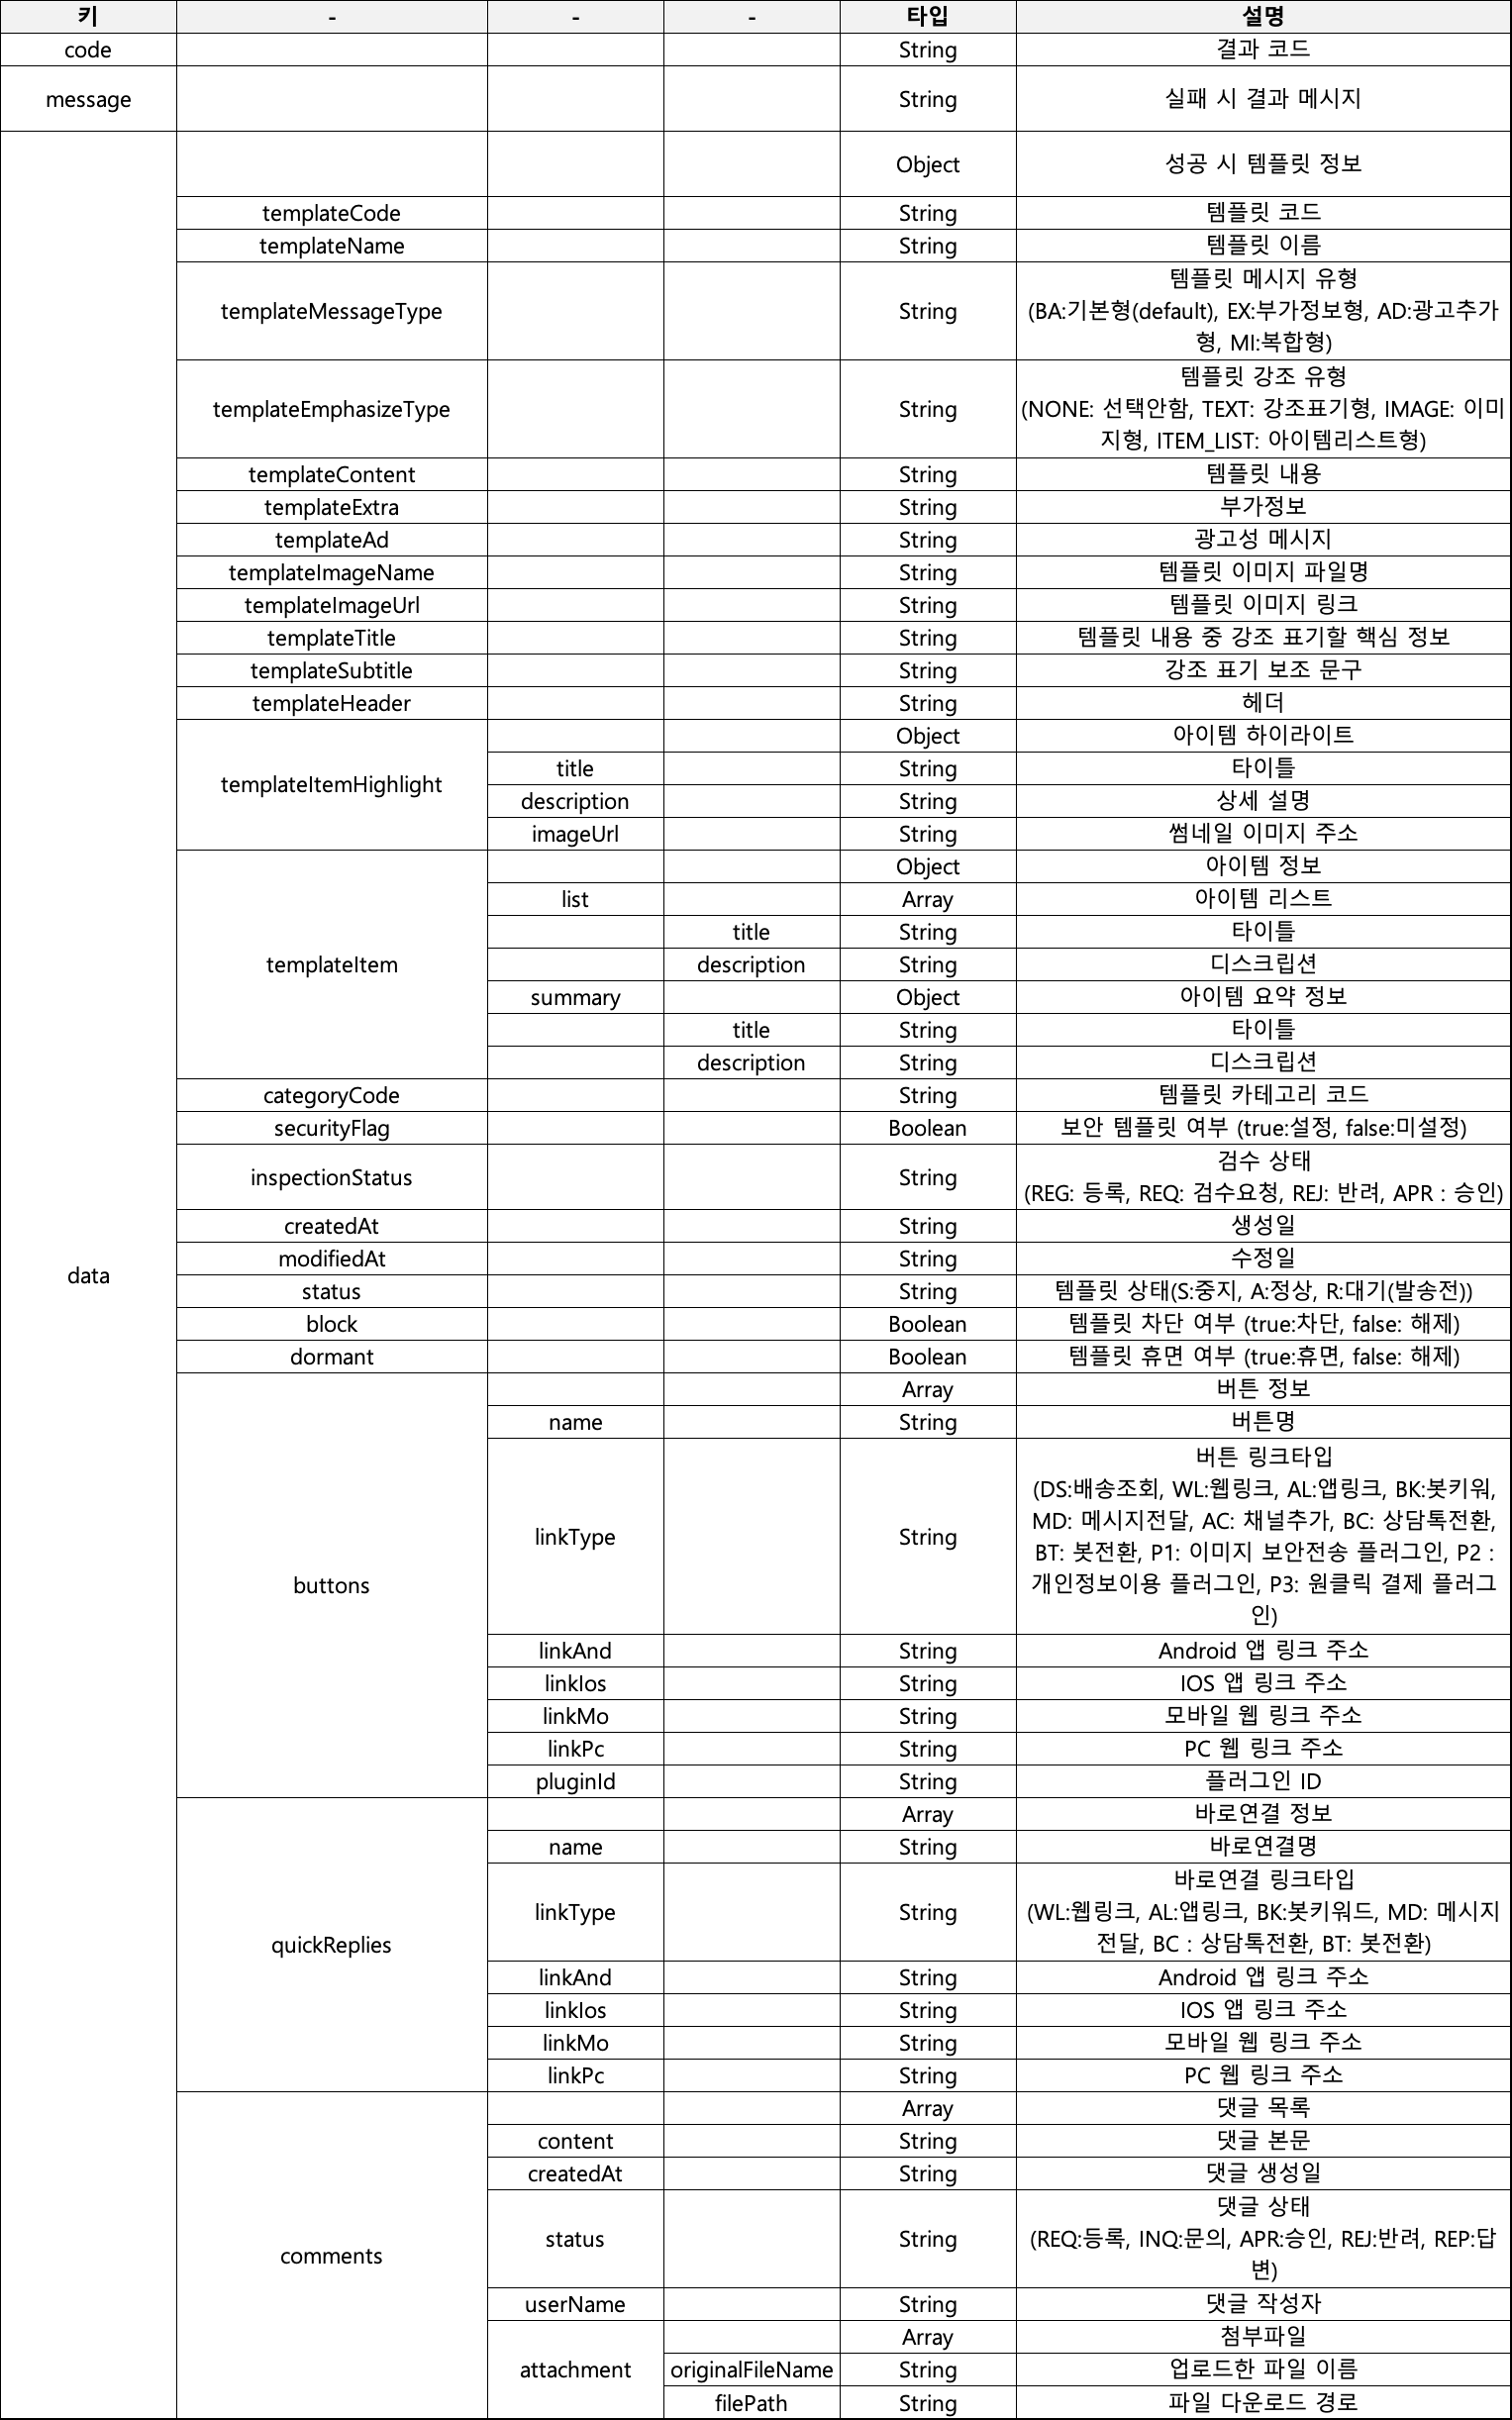 키 - - - 타입 설명
code String 결과 코드
message String 실패 시 결과 메시지
data
Object 성공 시 템플릿 정보
templateCode String 템플릿 코드
templateName String 템플릿 이름
templateMessageType String 템플릿 메시지 유형
(BA:기본형(default), EX:부가정보형, AD:광고추가
형, MI:복합형)
templateEmphasizeType String 템플릿 강조 유형
(NONE: 선택안함, TEXT: 강조표기형, IMAGE: 이미
지형, ITEM_LIST: 아이템리스트형)
templateContent String 템플릿 내용
templateExtra String 부가정보
templateAd String 광고성 메시지
templateImageName String 템플릿 이미지 파일명
templateImageUrl String 템플릿 이미지 링크
templateTitle String 템플릿 내용 중 강조 표기할 핵심 정보
templateSubtitle String 강조 표기 보조 문구
templateHeader String 헤더
templateItemHighlight Object 아이템 하이라이트
title String 타이틀
description String 상세 설명
imageUrl String 썸네일 이미지 주소
templateItem Object 아이템 정보
list Array 아이템 리스트
title String 타이틀
description String 디스크립션
summary Object 아이템 요약 정보
title String 타이틀
description String 디스크립션
categoryCode String 템플릿 카테고리 코드
securityFlag Boolean 보안 템플릿 여부 (true:설정, false:미설정)
inspectionStatus String 검수 상태
(REG: 등록, REQ: 검수요청, REJ: 반려, APR : 승인)
createdAt String 생성일
modifiedAt String 수정일
status String 템플릿 상태(S:중지, A:정상, R:대기(발송전))
block Boolean 템플릿 차단 여부 (true:차단, false: 해제)
dormant Boolean 템플릿 휴면 여부 (true:휴면, false: 해제)
buttons Array 버튼 정보
name String 버튼명
linkType String 버튼 링크타입
(DS:배송조회, WL:웹링크, AL:앱링크, BK:봇키워,
MD: 메시지전달, AC: 채널추가, BC: 상담톡전환,
BT: 봇전환, P1: 이미지 보안전송 플러그인, P2 :
개인정보이용 플러그인, P3: 원클릭 결제 플러그
인)
linkAnd String Android 앱 링크 주소
linkIos String IOS 앱 링크 주소
linkMo String 모바일 웹 링크 주소
linkPc String PC 웹 링크 주소
pluginId String 플러그인 ID
quickReplies Array 바로연결 정보
name String 바로연결명
linkType String 바로연결 링크타입
(WL:웹링크, AL:앱링크, BK:봇키워드, MD: 메시지
전달, BC : 상담톡전환, BT: 봇전환)
linkAnd String Android 앱 링크 주소
linkIos String IOS 앱 링크 주소
linkMo String 모바일 웹 링크 주소
linkPc String PC 웹 링크 주소
comments Array 댓글 목록
content String 댓글 본문
createdAt String 댓글 생성일
status String 댓글 상태
(REQ:등록, INQ:문의, APR:승인, REJ:반려, REP:답
변)
userName String 댓글 작성자
attachment Array 첨부파일
originalFileName String 업로드한 파일 이름
filePath String 파일 다운로드 경로